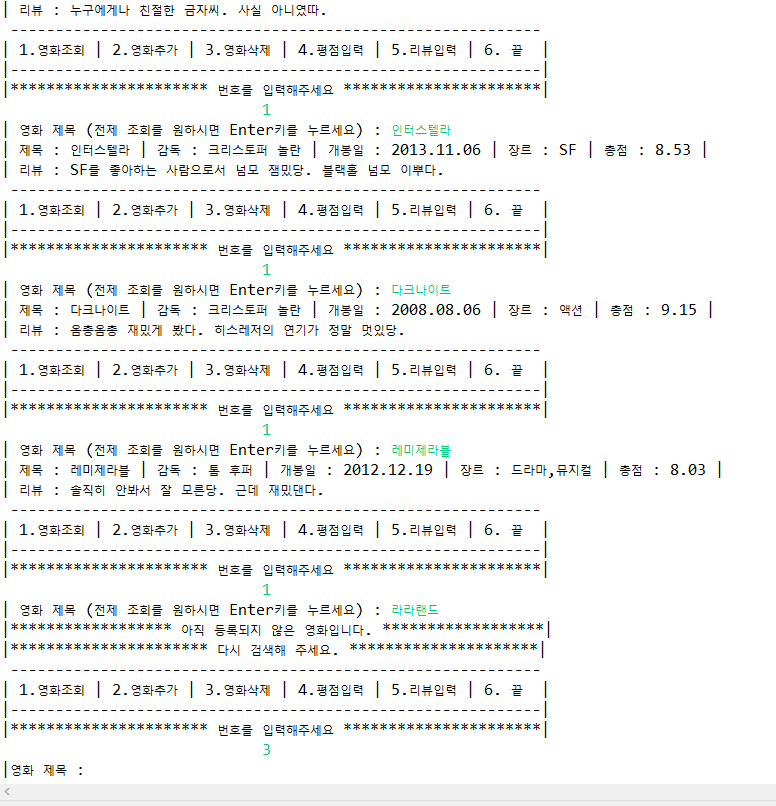 | 리뷰 : 누구에게나 친절한 금자씨. 사실 아니였따.
------------------------------------------------------------
| 1.영화조회 | 2.영화추가 | 3.영화삭제 | 4.평점입력 | 5.리뷰입력 | 6. 끝 |
|-----------------------------------------------------------|
|********************** 번호를 입력해주세요 **********************|
1
| 영화 제목 (전제 조회를 원하시면 Enter키를 누르세요) : 인터스텔라
| 제목 : 인터스텔라 | 감독 : 크리스토퍼 놀란 | 개봉일 : 2013.11.06 | 장르 : SF | 총점 : 8.53 |
| 리뷰 : SF를 좋아하는 사람으로서 넘모 잼밌당. 블랙홀 넘모 이뿌다.
------------------------------------------------------------
| 1.영화조회 | 2.영화추가 | 3.영화삭제 | 4.평점입력 | 5.리뷰입력 | 6. 끝 |
|-----------------------------------------------------------|
|********************** 번호를 입력해주세요 **********************|
1
| 영화 제목 (전제 조회를 원하시면 Enter키를 누르세요) : 다크나이트
| 제목 : 다크나이트 | 감독 : 크리스토퍼 놀란 | 개봉일 : 2008.08.06 | 장르 : 액션 | 총점 : 9.15 |
| 리뷰 : 옴총옴총 재밌게 봤다. 히스레저의 연기가 정말 멋있당.
------------------------------------------------------------
| 1.영화조회 | 2.영화추가 | 3.영화삭제 | 4.평점입력 | 5.리뷰입력 | 6. 끝 |
|-----------------------------------------------------------|
|********************** 번호를 입력해주세요 **********************|
1
| 영화 제목 (전제 조회를 원하시면 Enter키를 누르세요) : 레미제라블
| 제목 : 레미제라블 | 감독 : 톰 후퍼 | 개봉일 : 2012.12.19 | 장르 : 드라마,뮤지컬 | 총점 : 8.03 |
| 리뷰 : 솔직히 안봐서 잘 모른당. 근데 재밌댄다.
------------------------------------------------------------
| 1.영화조회 | 2.영화추가 | 3.영화삭제 | 4.평점입력 | 5.리뷰입력 | 6. 끝 |
|-----------------------------------------------------------|
|********************** 번호를 입력해주세요 **********************|
1
| 영화 제목 (전제 조회를 원하시면 Enter키를 누르세요) : 라라랜드
|****************** 아직 등록되지 않은 영화입니다. ******************|
|********************** 다시 검색해 주세요. *********************|
------------------------------------------------------------
| 1.영화조회 | 2.영화추가 | 3.영화삭제 | 4.평점입력 | 5.리뷰입력 | 6. 끝 |
|-----------------------------------------------------------|
|********************** 번호를 입력해주세요 **********************|
3
|영화 제목 :